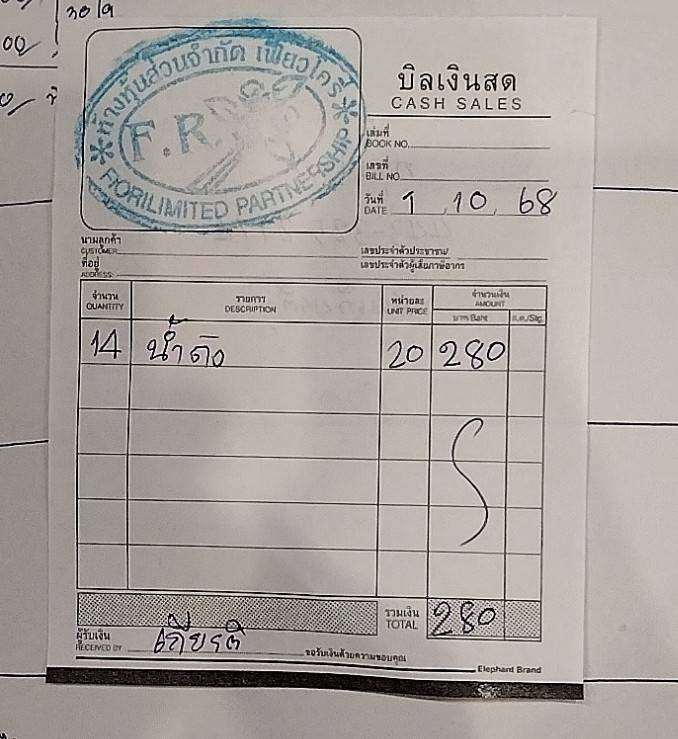 30/9
00/
ห้างหุ้นส่วนจำกัด เฟียวโครี่
F.R.
FIORILIMITED PARTNERSHIP
บิลเงินสด
CASH SALES
เล่มที่
BOOK NO.
เลขที่
BILL NO.
วันที่
DATE 1, 10, 68
นามลูกค้า
CUSTOMER
เลขประจำตัวประชาชน/
ที่อยู่
ADDRESS
เลขประจำตัวผู้เสียภาษีอากร
จำนวน รายการ หน่วยละ จำนวนเงิน
QUANTITY DESCRIPTION UNIT PRICE AMOUNT
บาท Baht ส.ต./Stg.
14 น้ำถัง 20 280
รวมเงิน
TOTAL 280
ผู้รับเงิน
RECEIVED BY
ขอรับเงินด้วยความขอบคุณ
Elephant Brand